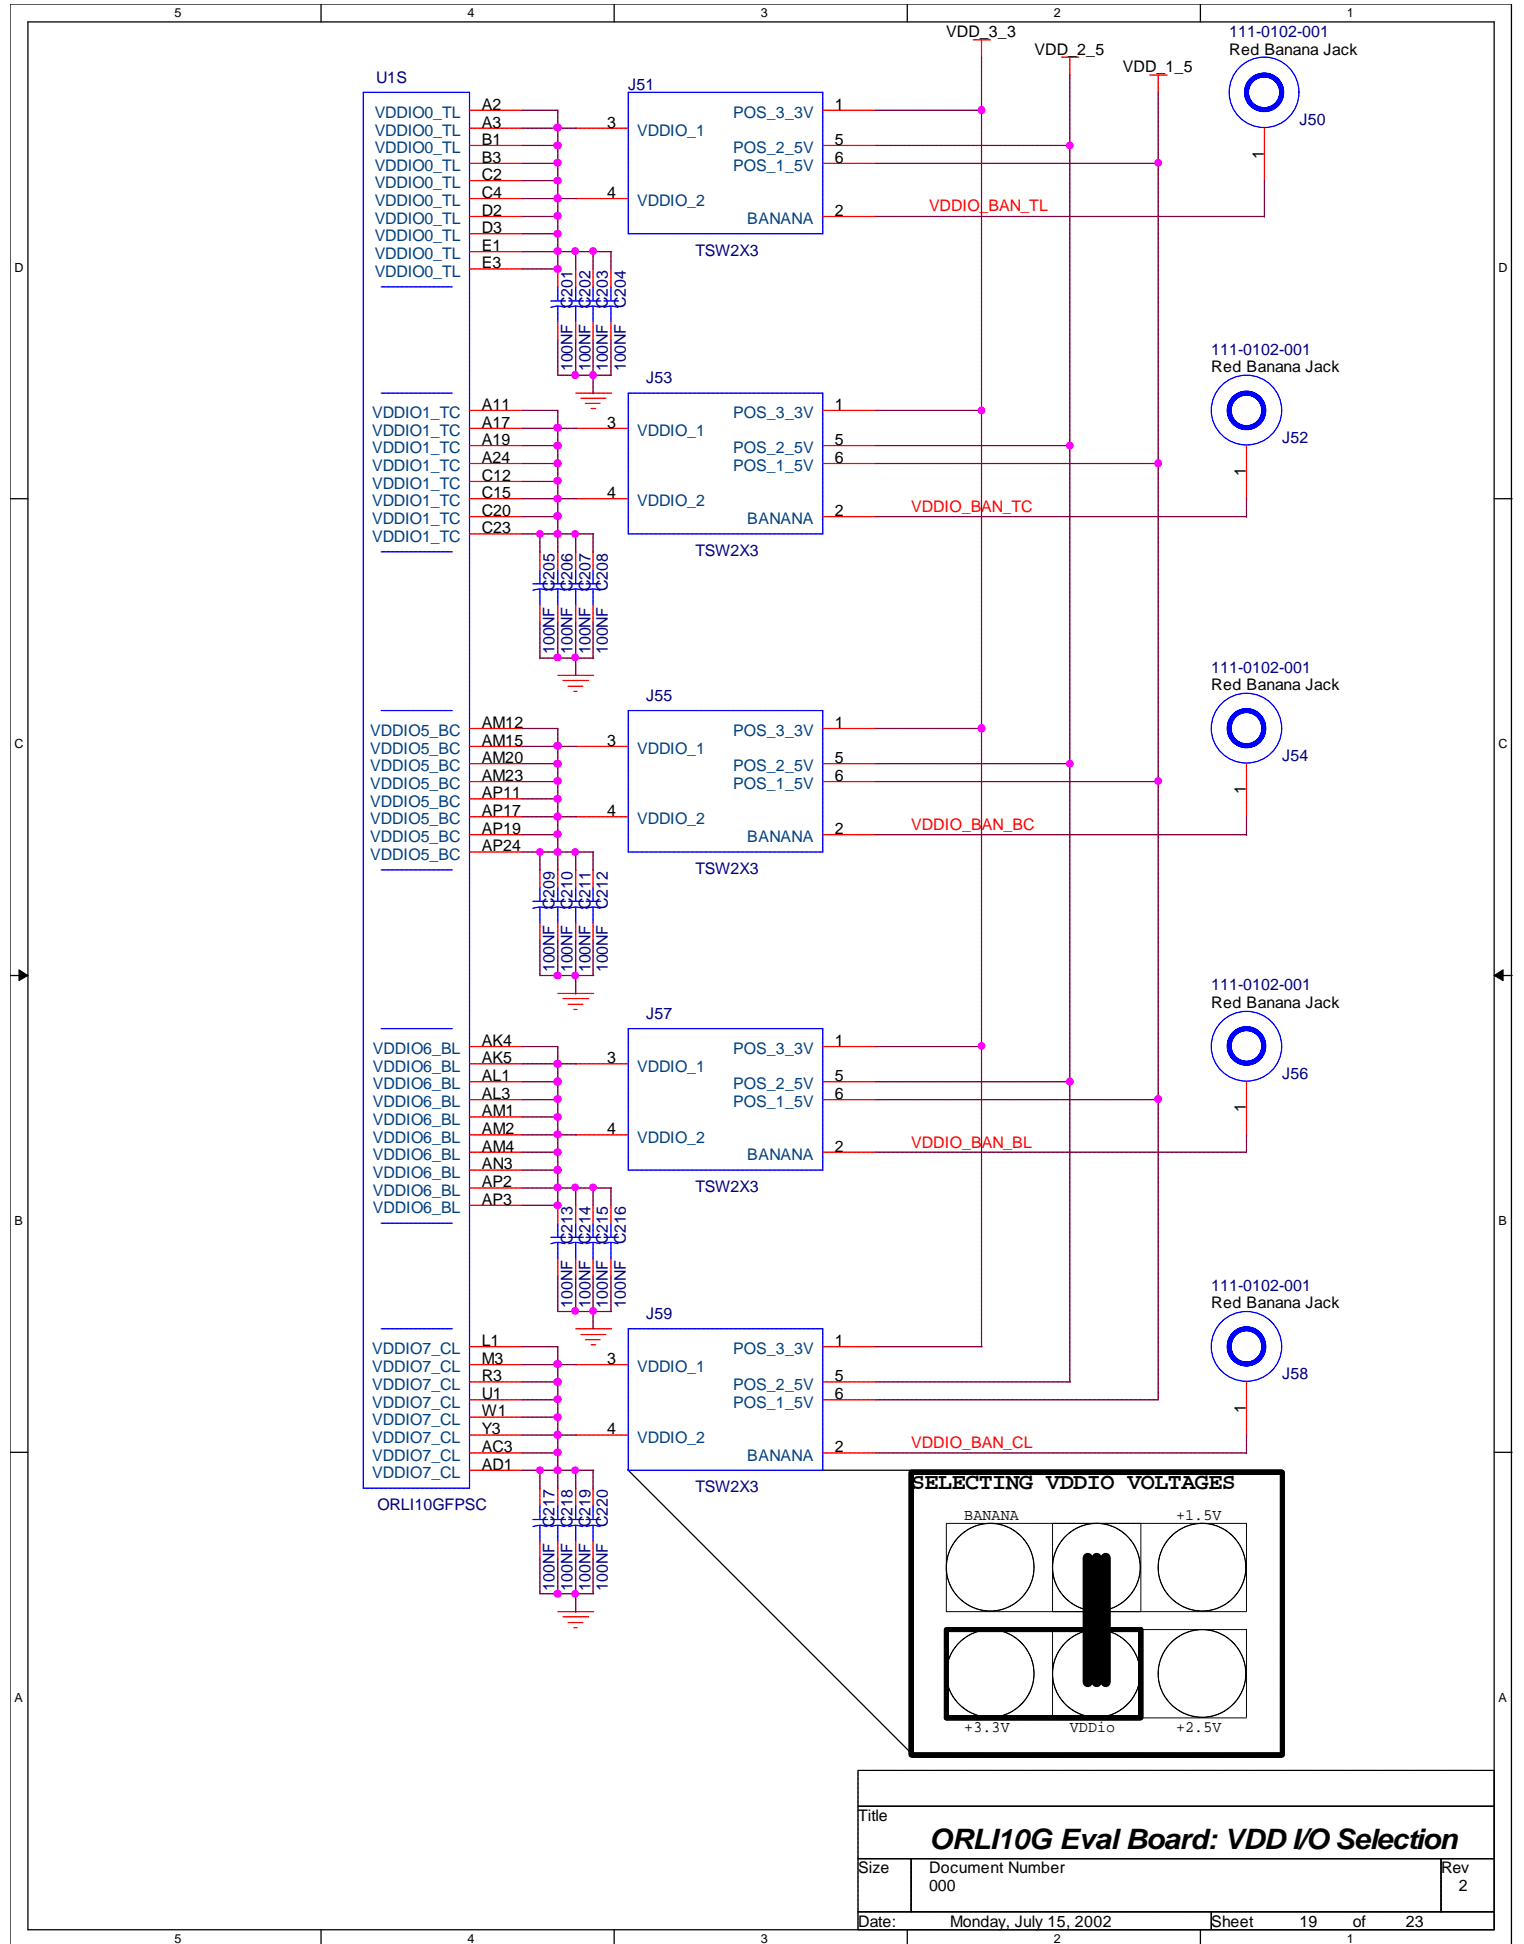 5 4 3 2 1
VDD_3_3
VDD_2_5
VDD_1_5
111-0102-001
Red Banana Jack
J50
1
U1S
VDDIO0_TL A2
VDDIO0_TL A3
VDDIO0_TL B1
VDDIO0_TL B3
VDDIO0_TL C2
VDDIO0_TL C4
VDDIO0_TL D2
VDDIO0_TL D3
VDDIO0_TL E1
VDDIO0_TL E3
J51
3 VDDIO_1
4 VDDIO_2
POS_3_3V 1
POS_2_5V 5
POS_1_5V 6
BANANA 2
TSW2X3
VDDIO_BAN_TL
C201 C202 C203 C204
100NF 100NF 100NF 100NF
D D
111-0102-001
Red Banana Jack
J52
1
VDDIO1_TC A11
VDDIO1_TC A17
VDDIO1_TC A19
VDDIO1_TC A24
VDDIO1_TC C12
VDDIO1_TC C15
VDDIO1_TC C20
VDDIO1_TC C23
J53
3 VDDIO_1
4 VDDIO_2
POS_3_3V 1
POS_2_5V 5
POS_1_5V 6
BANANA 2
TSW2X3
VDDIO_BAN_TC
C205 C206 C207 C208
100NF 100NF 100NF 100NF
111-0102-001
Red Banana Jack
J54
1
VDDIO5_BC AM12
VDDIO5_BC AM15
VDDIO5_BC AM20
VDDIO5_BC AM23
VDDIO5_BC AP11
VDDIO5_BC AP17
VDDIO5_BC AP19
VDDIO5_BC AP24
J55
3 VDDIO_1
4 VDDIO_2
POS_3_3V 1
POS_2_5V 5
POS_1_5V 6
BANANA 2
TSW2X3
VDDIO_BAN_BC
C209 C210 C211 C212
100NF 100NF 100NF 100NF
C C
111-0102-001
Red Banana Jack
J56
1
VDDIO6_BL AK4
VDDIO6_BL AK5
VDDIO6_BL AL1
VDDIO6_BL AL3
VDDIO6_BL AM1
VDDIO6_BL AM2
VDDIO6_BL AM4
VDDIO6_BL AN3
VDDIO6_BL AP2
VDDIO6_BL AP3
J57
3 VDDIO_1
4 VDDIO_2
POS_3_3V 1
POS_2_5V 5
POS_1_5V 6
BANANA 2
TSW2X3
VDDIO_BAN_BL
C213 C214 C215 C216
100NF 100NF 100NF 100NF
B B
111-0102-001
Red Banana Jack
J58
1
VDDIO7_CL L1
VDDIO7_CL M3
VDDIO7_CL R3
VDDIO7_CL U1
VDDIO7_CL W1
VDDIO7_CL Y3
VDDIO7_CL AC3
VDDIO7_CL AD1
ORLI10GFPSC
J59
3 VDDIO_1
4 VDDIO_2
POS_3_3V 1
POS_2_5V 5
POS_1_5V 6
BANANA 2
TSW2X3
VDDIO_BAN_CL
C217 C218 C219 C220
100NF 100NF 100NF 100NF
SELECTING VDDIO VOLTAGES
BANANA +1.5V
+3.3V VDDio +2.5V
A A
Title
ORLI10G Eval Board: VDD I/O Selection
Size Document Number Rev
000 2
Date: Monday, July 15, 2002 Sheet 19 of 23
5 4 3 2 1